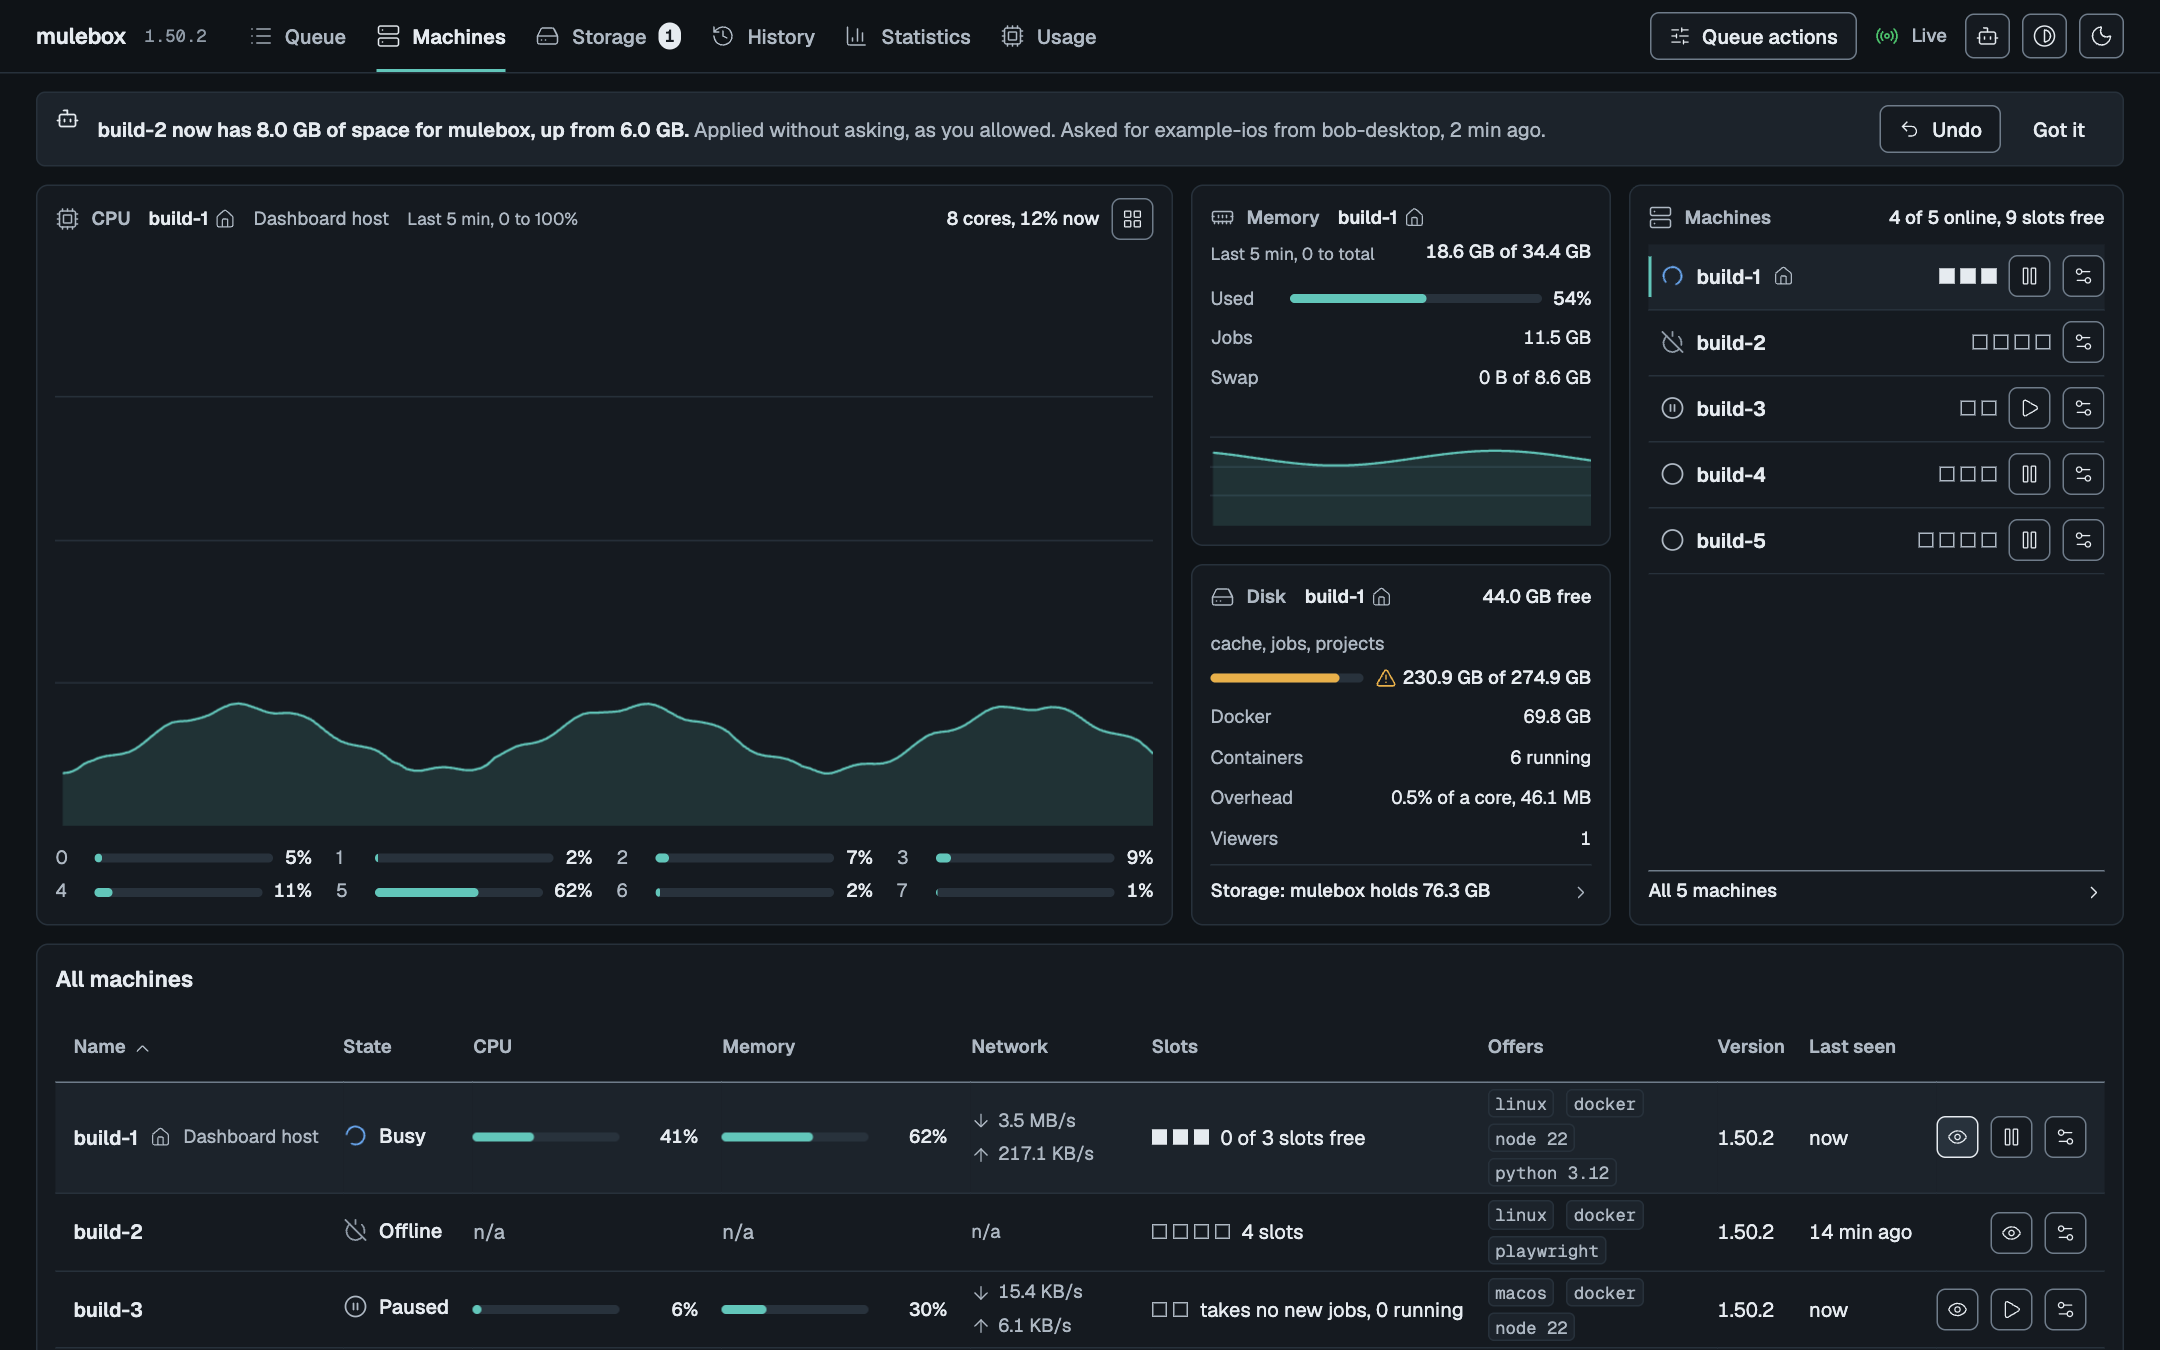 mulebox 1.50.2 Queue Machines Storage 1 History Statistics Usage Queue actions Live
build-2 now has 8.0 GB of space for mulebox, up from 6.0 GB. Applied without asking, as you allowed. Asked for example-ios from bob-desktop, 2 min ago. Undo Got it
CPU build-1 Dashboard host Last 5 min, 0 to 100% 8 cores, 12% now
0 5% 1 2% 2 7% 3 9%
4 11% 5 62% 6 2% 7 1%
Memory build-1
Last 5 min, 0 to total 18.6 GB of 34.4 GB
Used 54%
Jobs 11.5 GB
Swap 0 B of 8.6 GB
Disk build-1 44.0 GB free
cache, jobs, projects
230.9 GB of 274.9 GB
Docker 69.8 GB
Containers 6 running
Overhead 0.5% of a core, 46.1 MB
Viewers 1
Storage: mulebox holds 76.3 GB
Machines 4 of 5 online, 9 slots free
build-1
build-2
build-3
build-4
build-5
All 5 machines
All machines
Name State CPU Memory Network Slots Offers Version Last seen
build-1 Dashboard host Busy 41% 62% 3.5 MB/s 217.1 KB/s 0 of 3 slots free linux docker node 22 python 3.12 1.50.2 now
build-2 Offline n/a n/a n/a 4 slots linux docker playwright 1.50.2 14 min ago
build-3 Paused 6% 30% 15.4 KB/s 6.1 KB/s takes no new jobs, 0 running macos docker node 22 1.50.2 now